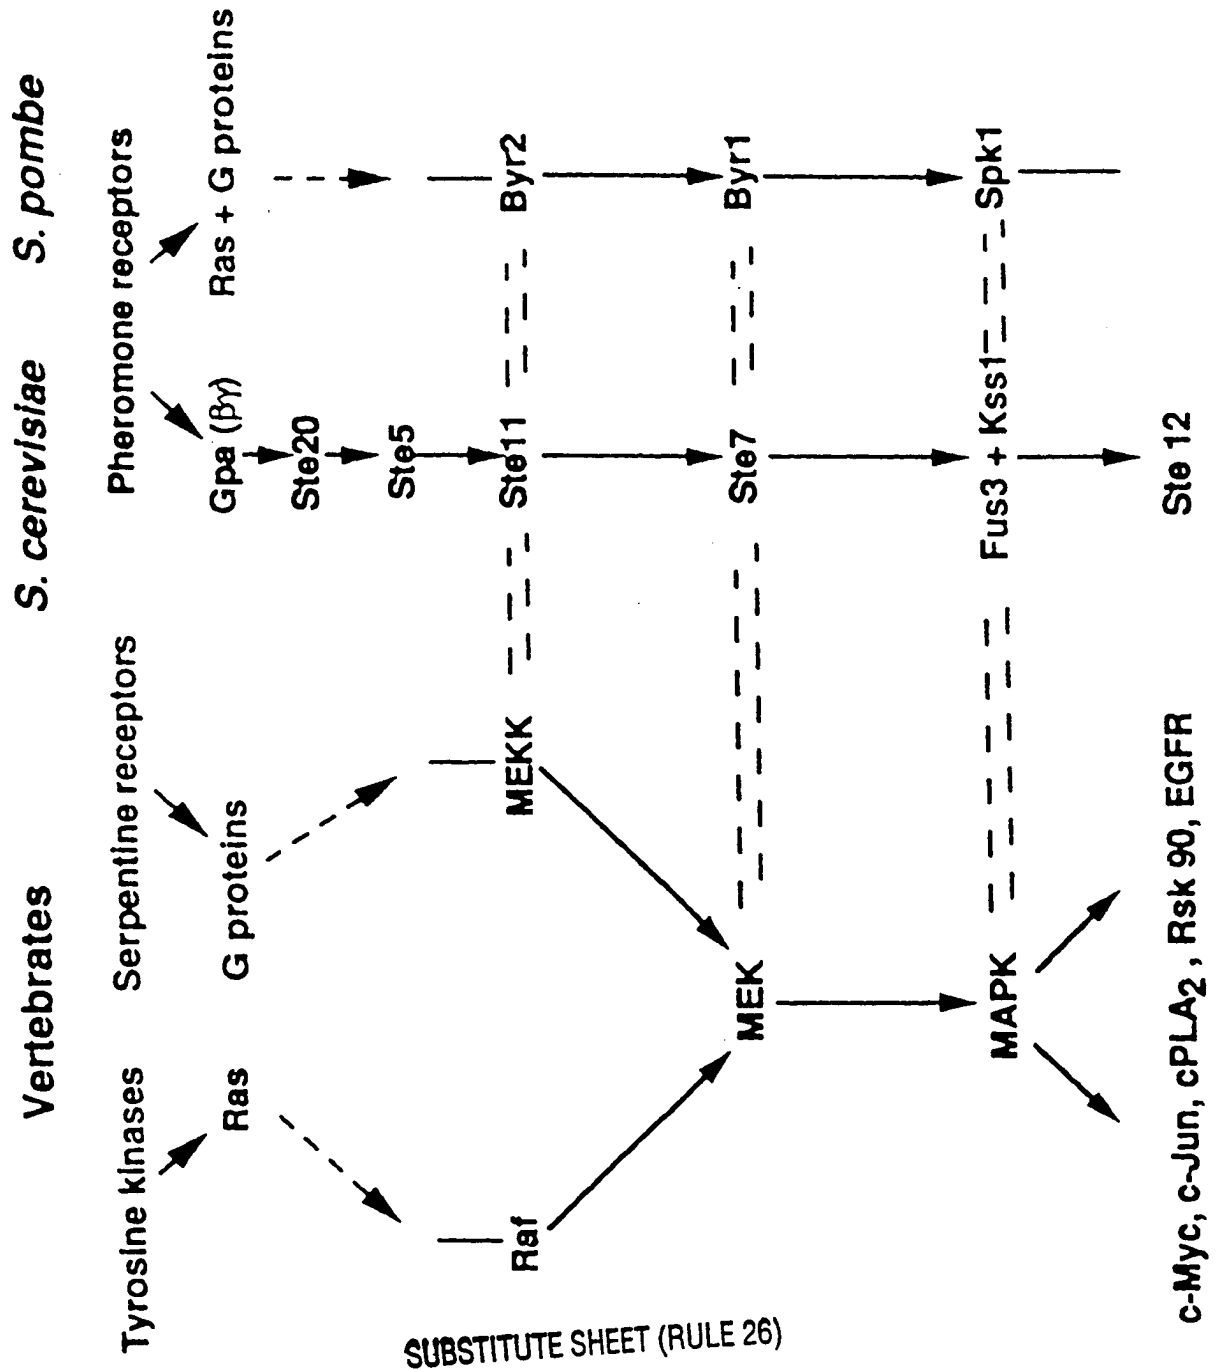 Vertebrates S. cerevisiae S. pombe
Tyrosine kinases Serpentine receptors Pheromone receptors
Ras G proteins Gpa (βγ) Ras + G proteins
Ste20
Ste5
Raf MEKK Ste11 Byr2
MEK Ste7 Byr1
MAPK Fus3 + Kss1 Spk1
c-Myc, c-Jun, cPLA2, Rsk 90, EGFR Ste 12
SUBSTITUTE SHEET (RULE 26)